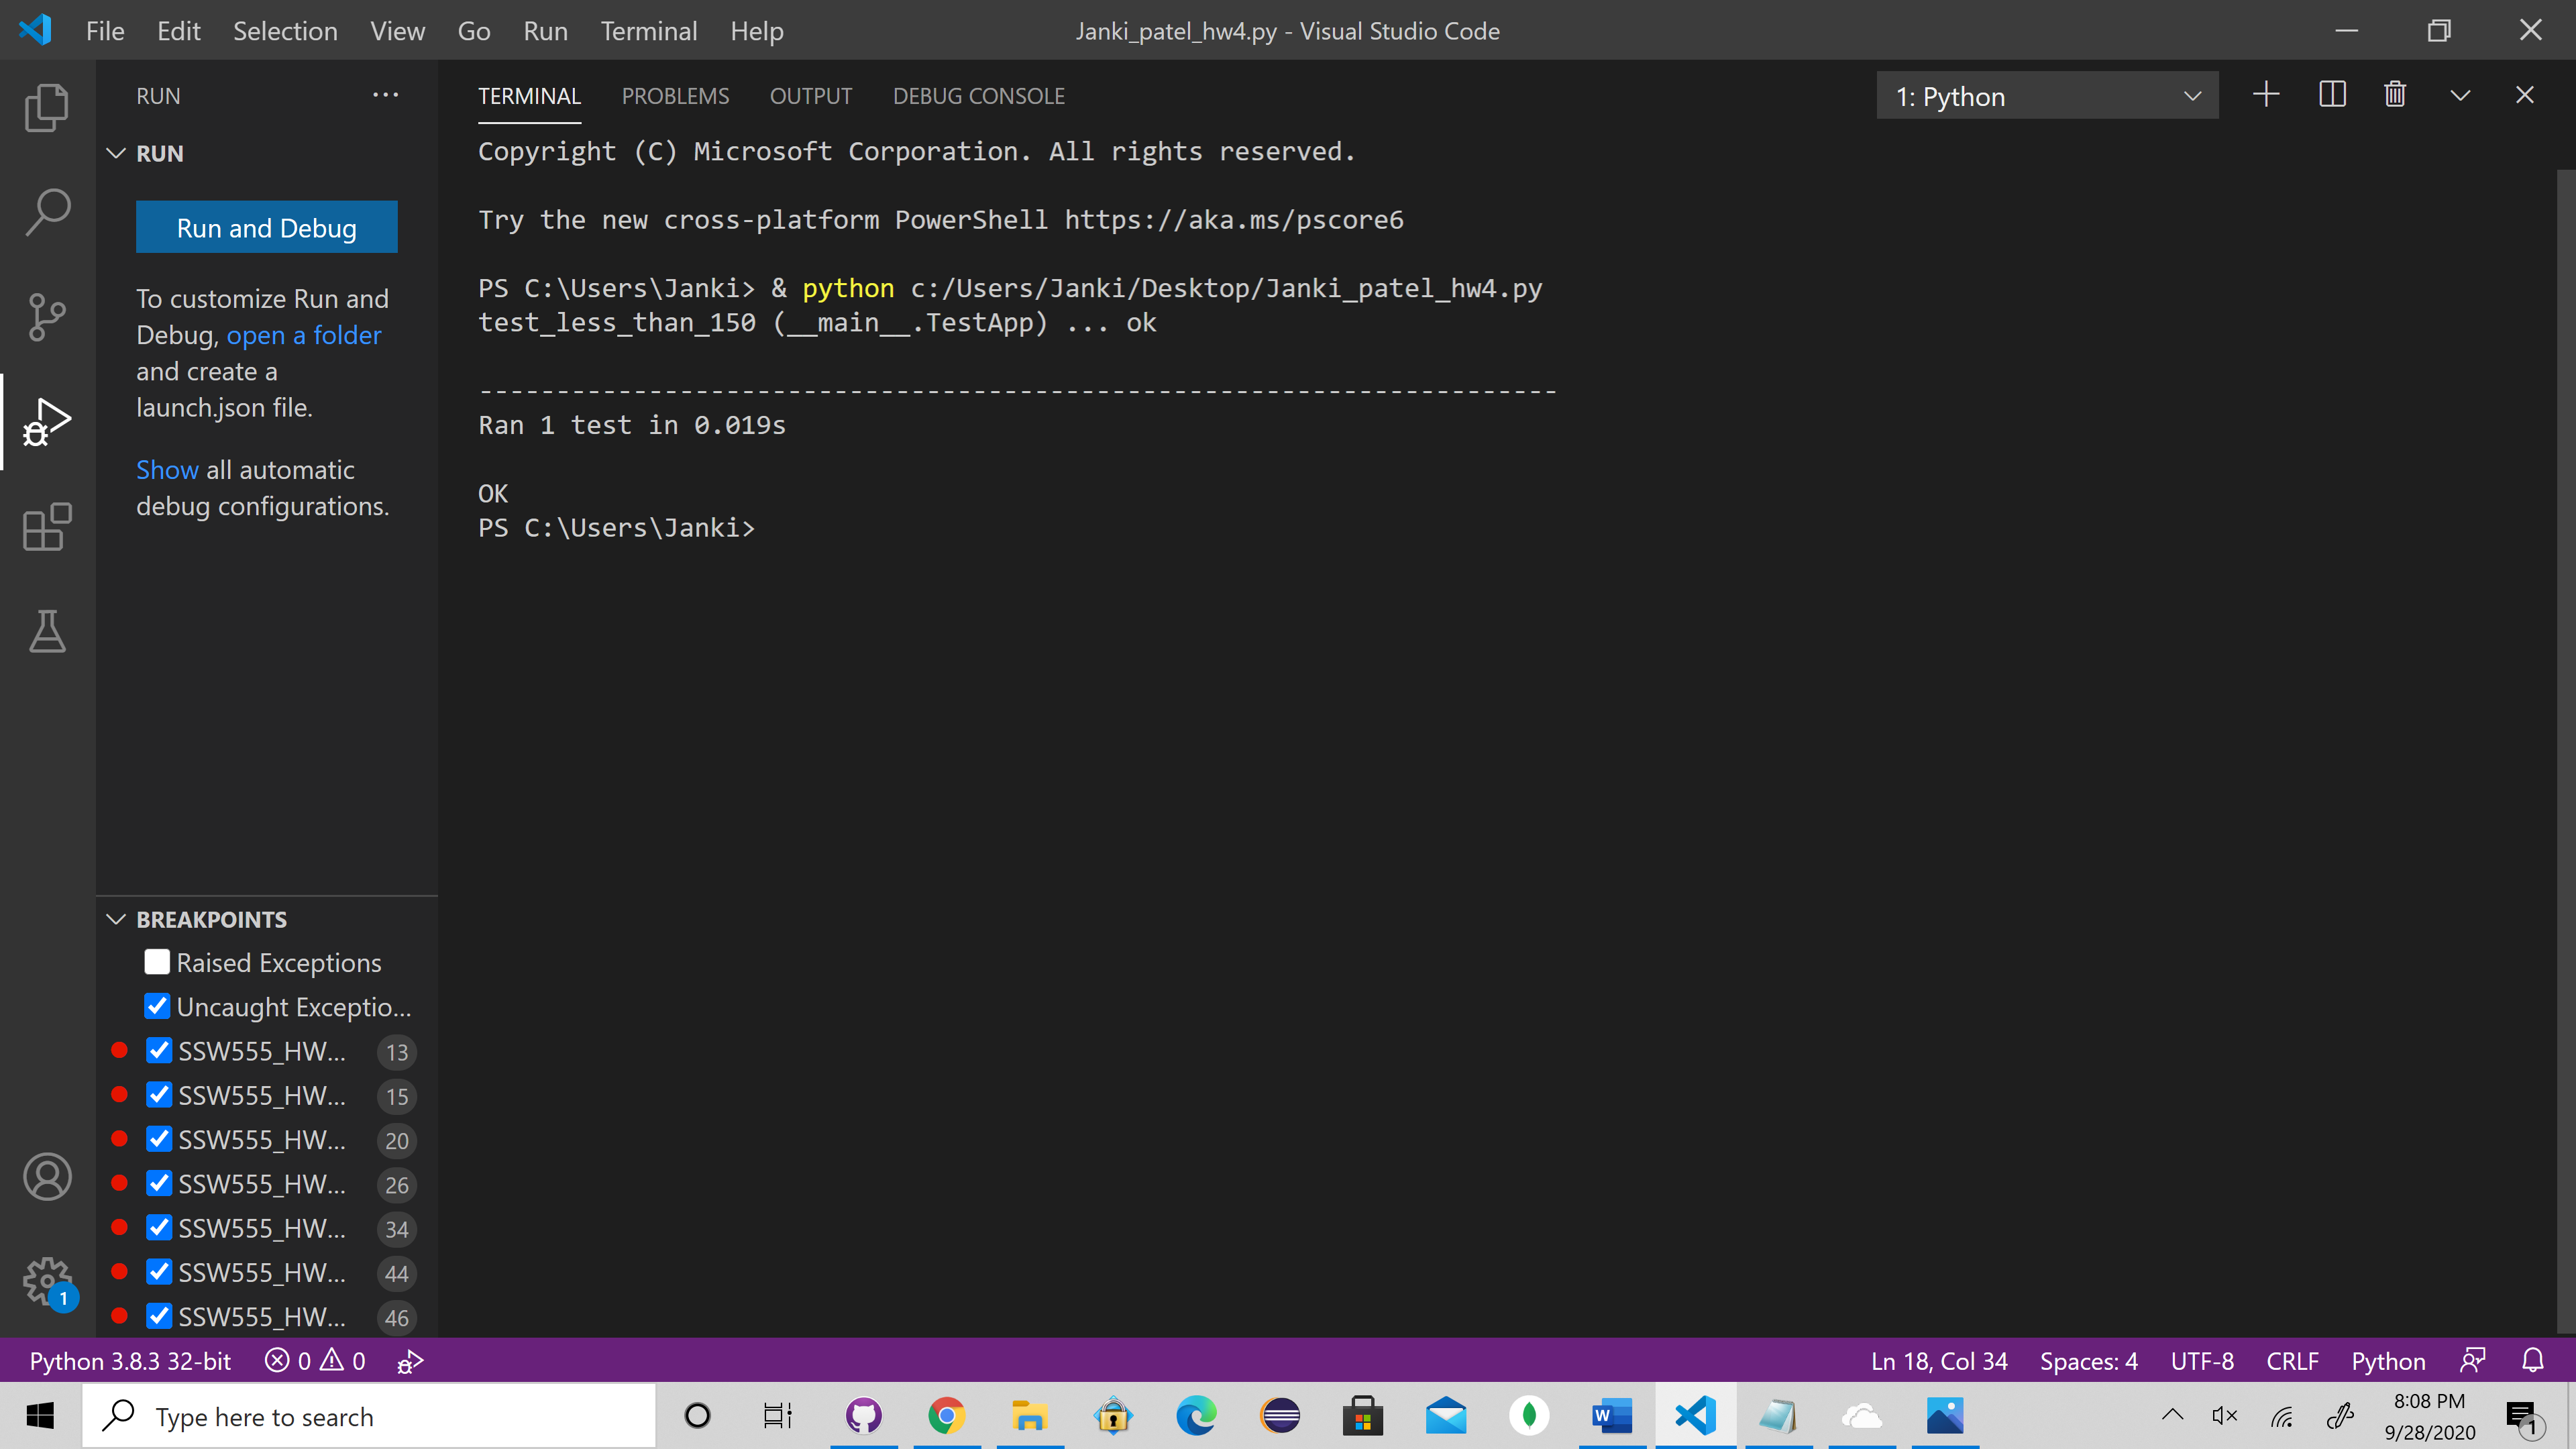 File Edit Selection View Go Run Terminal Help
Janki_patel_hw4.py - Visual Studio Code
RUN
RUN
Run and Debug
To customize Run and
Debug, open a folder
and create a
launch.json file.
Show all automatic
debug configurations.
BREAKPOINTS
Raised Exceptions
Uncaught Exceptio...
SSW555_HW... 13
SSW555_HW... 15
SSW555_HW... 20
SSW555_HW... 26
SSW555_HW... 34
SSW555_HW... 44
SSW555_HW... 46
1
TERMINAL PROBLEMS OUTPUT DEBUG CONSOLE
1: Python
Copyright (C) Microsoft Corporation. All rights reserved.
Try the new cross-platform PowerShell https://aka.ms/pscore6
PS C:\Users\Janki> & python c:/Users/Janki/Desktop/Janki_patel_hw4.py
test_less_than_150 (__main__.TestApp) ... ok
----------------------------------------------------------------------
Ran 1 test in 0.019s
OK
PS C:\Users\Janki>
Python 3.8.3 32-bit 0 0
Ln 18, Col 34 Spaces: 4 UTF-8 CRLF Python
Type here to search
W
8:08 PM
9/28/2020
1